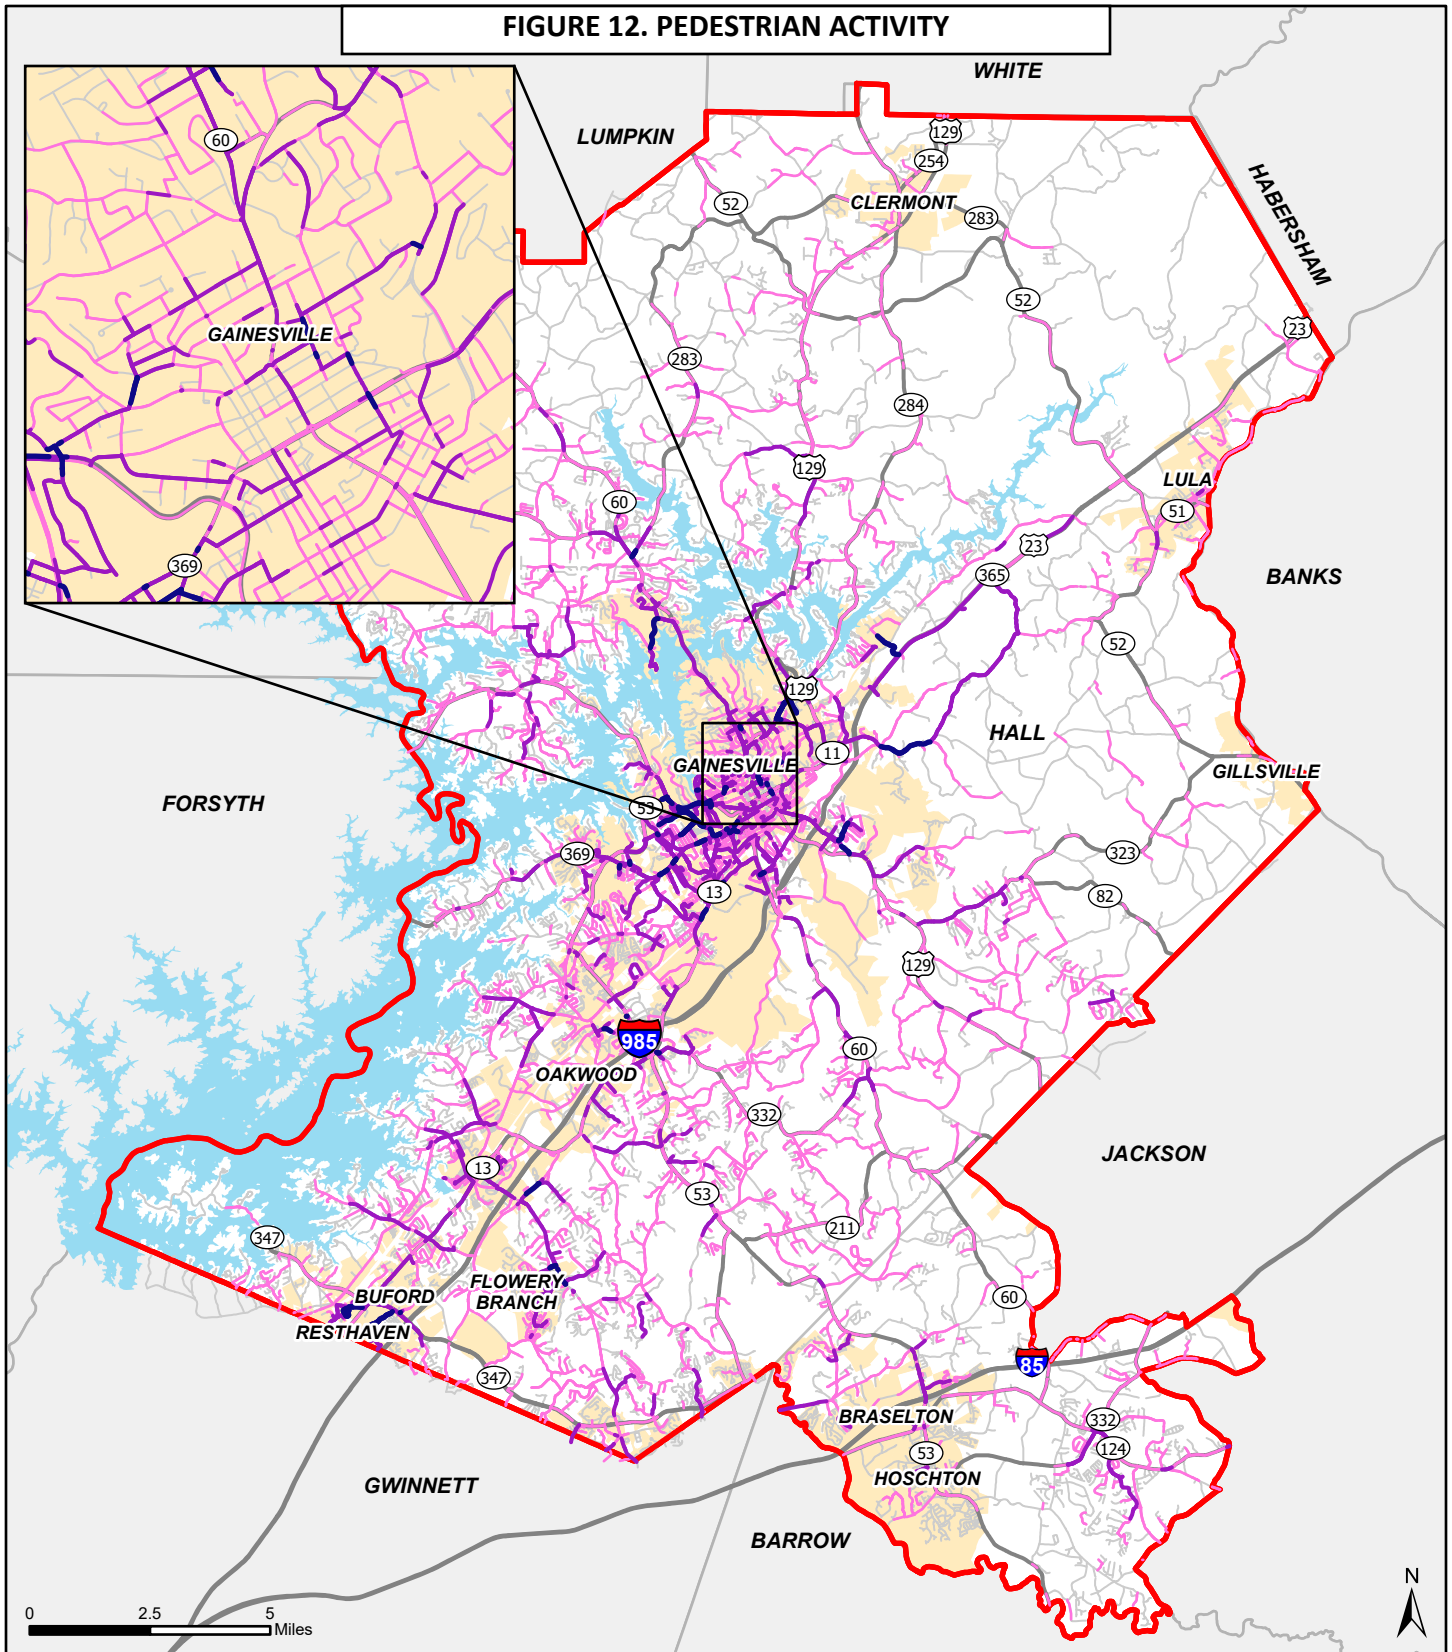 FIGURE 12. PEDESTRIAN ACTIVITY
WHITE
LUMPKIN
129
60
254
HABERSHAM
52
CLERMONT
283
52
23
GAINESVILLE
283
284
129
LULA
60
51
23
369
365
BANKS
52
129
HALL
11
GAINESVILLE
GILLSVILLE
FORSYTH
53
369
323
13
82
129
985
60
OAKWOOD
332
JACKSON
13
53
211
347
FLOWERY
BRANCH
BUFORD
60
RESTHAVEN
85
347
BRASELTON
332
53
124
HOSCHTON
GWINNETT
BARROW
N
0 2.5 5
Miles